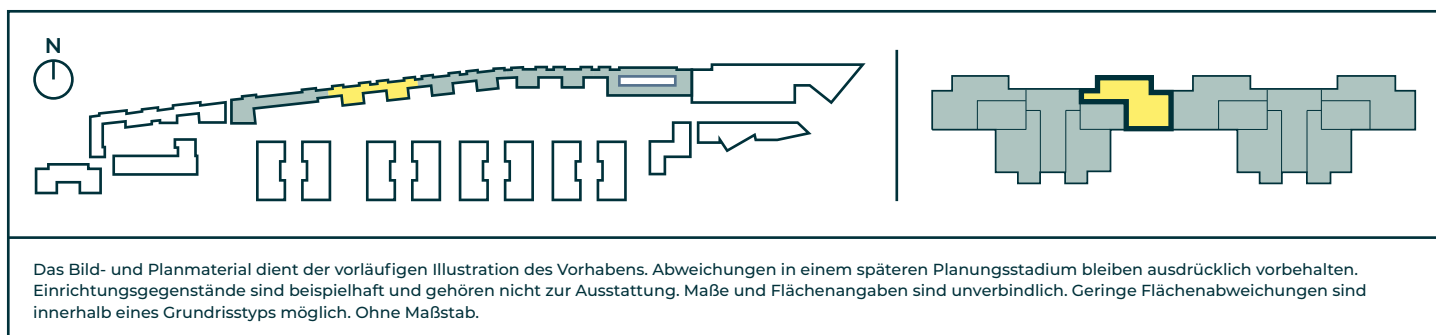 N
Das Bild- und Planmaterial dient der vorläufigen Illustration des Vorhabens. Abweichungen in einem späteren Planungsstadium bleiben ausdrücklich vorbehalten.
Einrichtungsgegenstände sind beispielhaft und gehören nicht zur Ausstattung. Maße und Flächenangaben sind unverbindlich. Geringe Flächenabweichungen sind
innerhalb eines Grundrisstyps möglich. Ohne Maßstab.